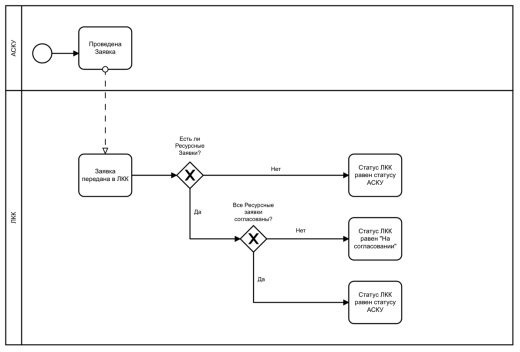 АСКУ
Проведена
Заявка
ЛКК
Заявка
передана в ЛКК
Есть ли
Ресурсные
Заявки?
Нет
Статус ЛКК
равен статусу
АСКУ
Да
Все Ресурсные
заявки
согласованы?
Нет
Статус ЛКК
равен "На
согласовании"
Да
Статус ЛКК
равен статусу
АСКУ